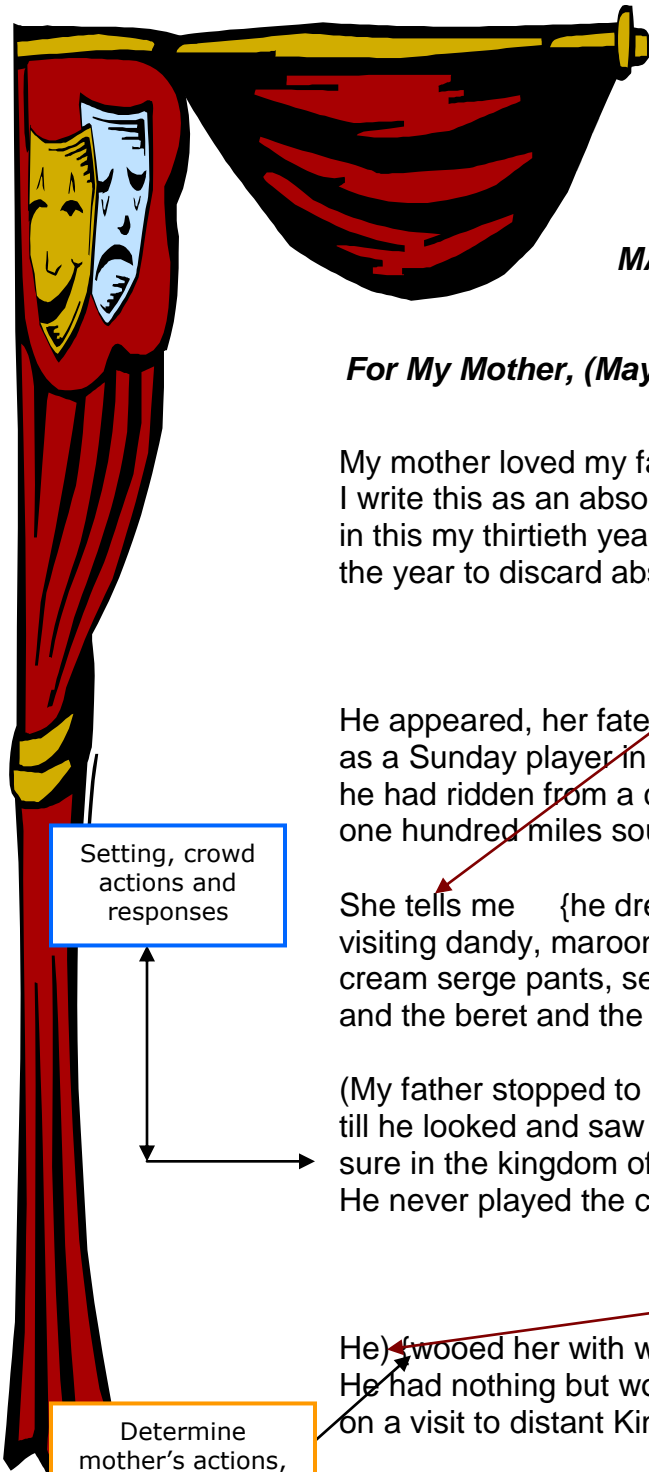 MA
For My Mother, (May
My mother loved my fa
I write this as an abso
in this my thirtieth yea
the year to discard abs
He appeared, her fate
as a Sunday player in
he had ridden from a c
one hundred miles sou
Setting, crowd
actions and
responses
She tells me {he dre
visiting dandy, maroon
cream serge pants, se
and the beret and the
(My father stopped to
till he looked and saw
sure in the kingdom of
He never played the c
He) {wooed her with w
He had nothing but wo
on a visit to distant Kin
Determine
mother's actions,